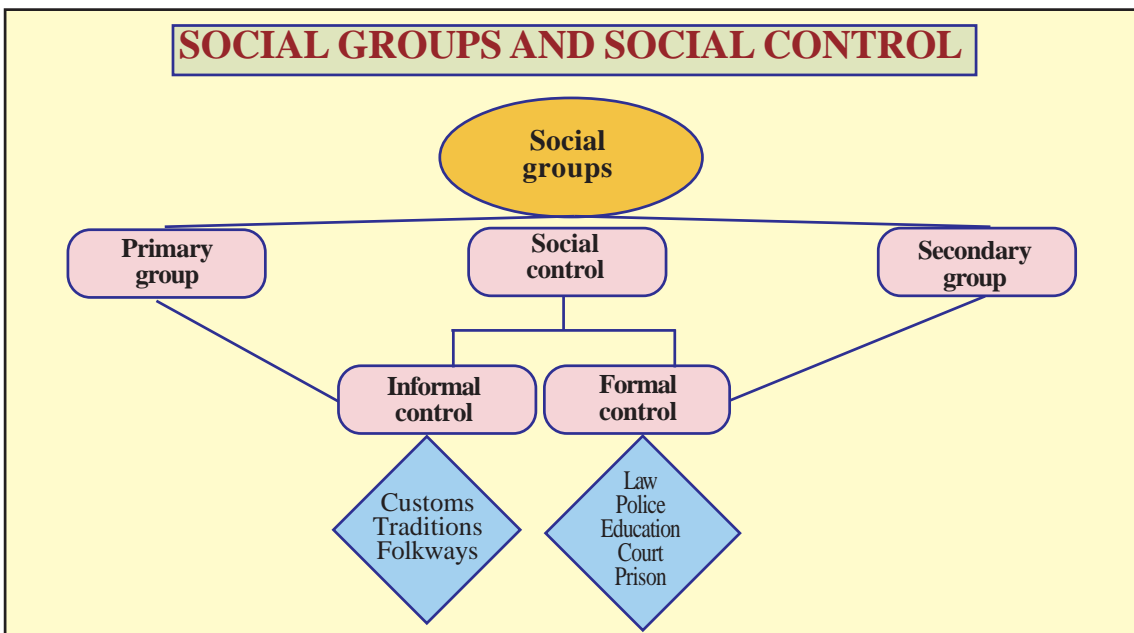 SOCIAL GROUPS AND SOCIAL CONTROL
Social
groups
Primary
group
Social
control
Secondary
group
Informal
control
Formal
control
Customs
Traditions
Folkways
Law
Police
Education
Court
Prison